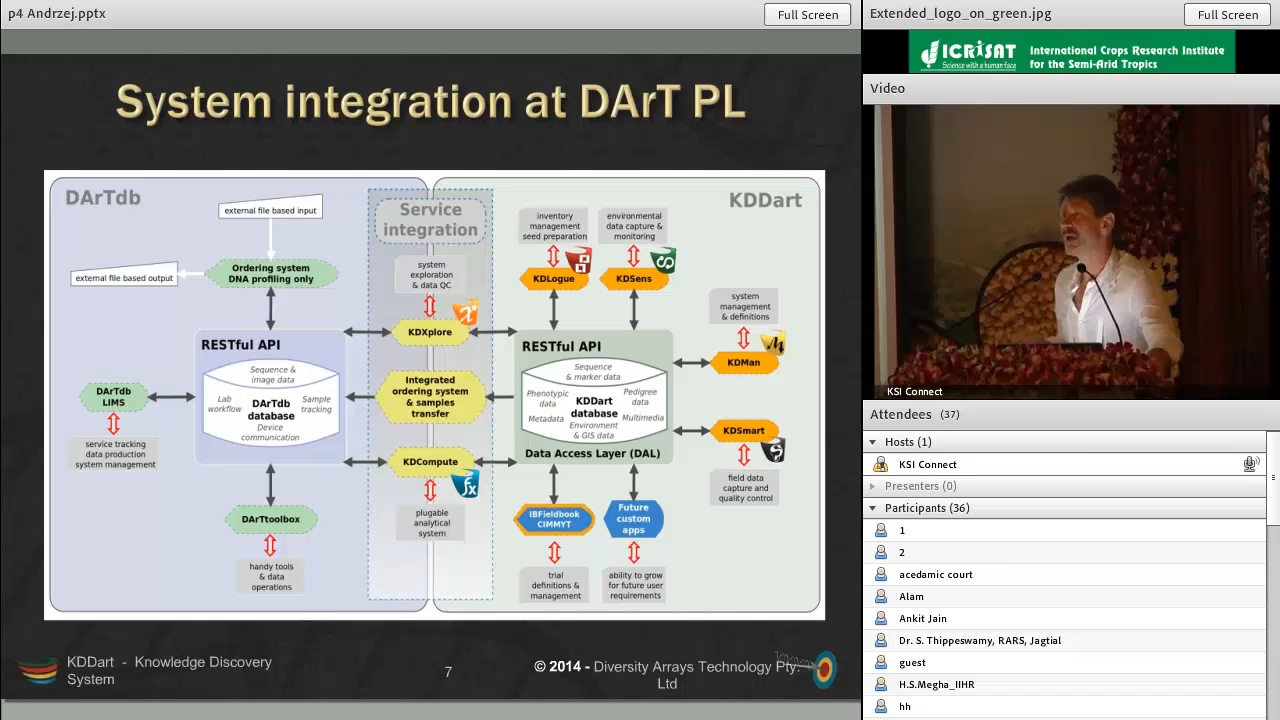 p4 Andrzej.pptx
Full Screen
System integration at DArT PL
DArTdb
external file based input
external file based output
Ordering system
DNA profiling only
RESTful API
Sequence &
image data
Lab
workflow
DArTdb
database
Sample
tracking
Device
communication
DArTdb
LIMS
service tracking
data production
system management
DArTtoolbox
handy tools
& data
operations
Service
integration
system
exploration
& data QC
KDXplore
Integrated
ordering system
& samples
transfer
KDCompute
fx
plugable
analytical
system
KDDart
inventory
management
seed preparation
environmental
data capture &
monitoring
KDLogue
KDSens
RESTful API
Sequence
& marker data
Phenotypic
data
Pedigree
data
KDDart
database
Metadata
Multimedia
Environment
& GIS data
Data Access Layer (DAL)
system
management
& definitions
KDMan
KDSmart
field data
capture and
quality control
IBFieldbook
CIMMYT
Future
custom
apps
trial
definitions &
management
ability to grow
for future user
requirements
KDDart - Knowledge Discovery
System
7
© 2014 - Diversity Arrays Technology Pty.
Ltd
Extended_logo_on_green.jpg
Full Screen
ICRISAT
Science with a human face
International Crops Research Institute
for the Semi-Arid Tropics
Video
KSI Connect
Attendees (37)
Hosts (1)
KSI Connect
Presenters (0)
Participants (36)
1
2
acedamic court
Alam
Ankit Jain
Dr. S. Thippeswamy, RARS, Jagtial
guest
H.S.Megha_IIHR
hh